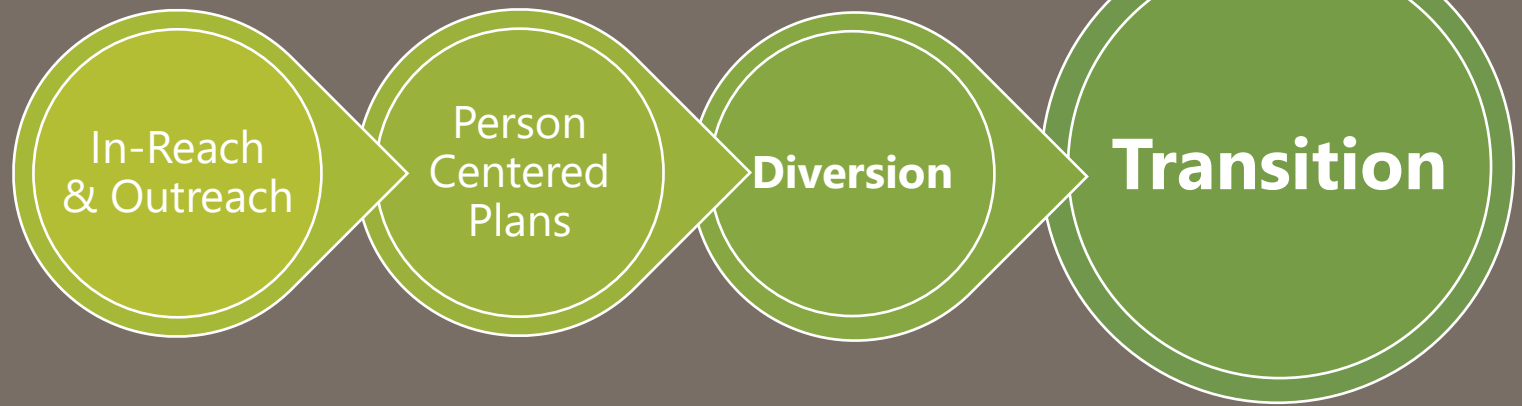 In-Reach
& Outreach
Person
Centered
Plans
Diversion
Transition